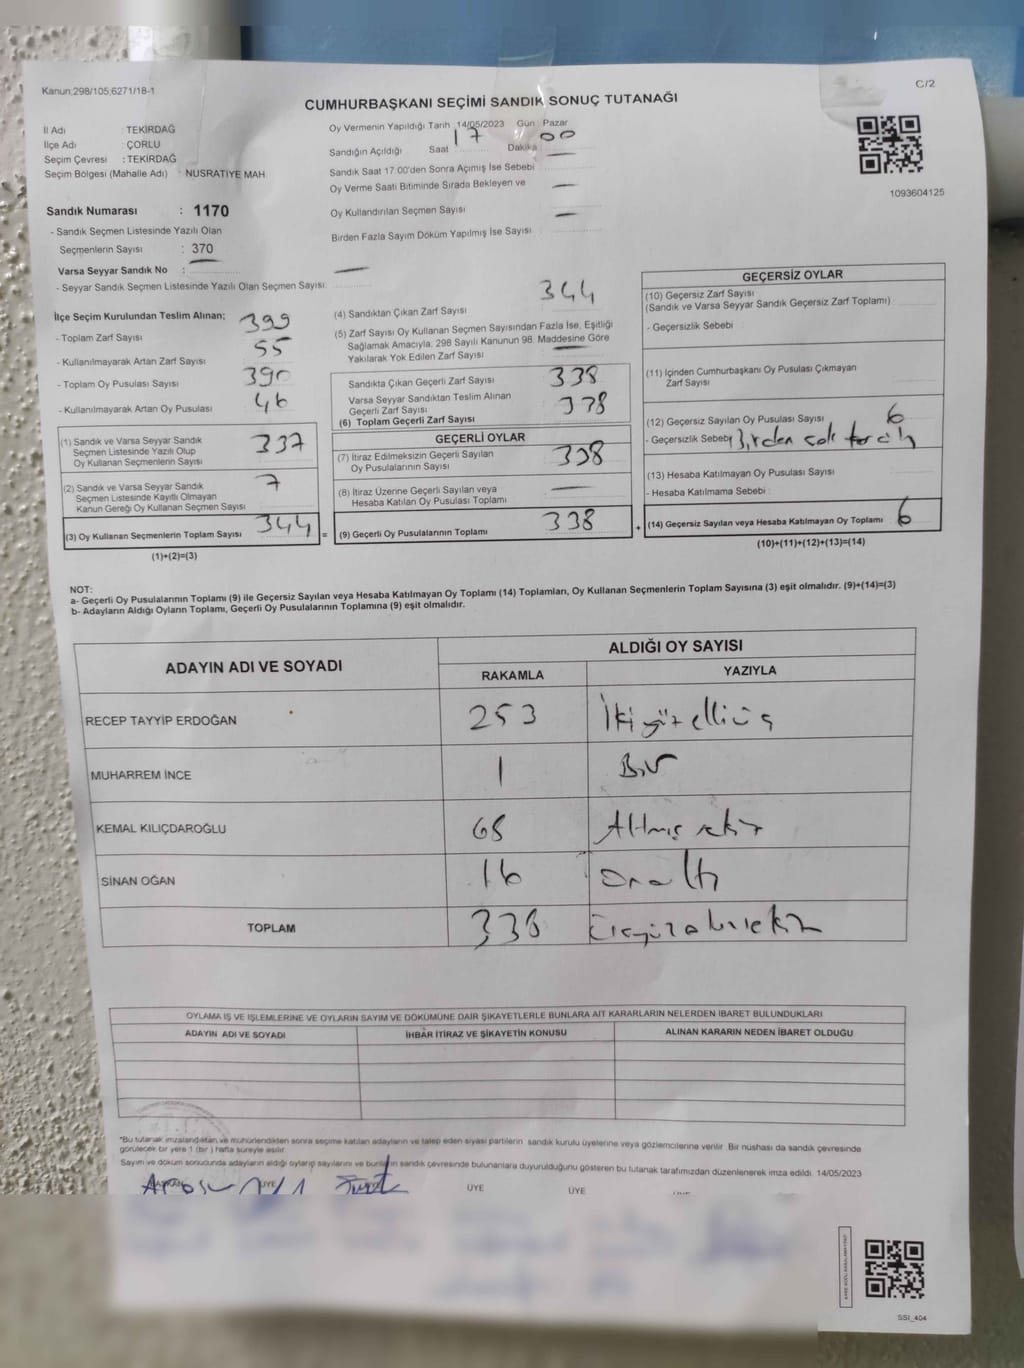 Kanun:298/105;6271/18-1
C/2
CUMHURBAŞKANI SEÇİMİ SANDIK SONUÇ TUTANAĞI
İl Adı : TEKİRDAĞ
İlçe Adı : ÇORLU
Seçim Çevresi : TEKİRDAĞ
Seçim Bölgesi (Mahalle Adı) : NUSRATİYE MAH.
Oy Vermenin Yapıldığı Tarih : 14/05/2023 Gün : Pazar
Sandığın Açıldığı Saat 17 Dakika 00
Sandık Saat 17:00'den Sonra Açımış İse Sebebi —
Oy Verme Saati Bitiminde Sırada Bekleyen ve —
Oy Kullandırılan Seçmen Sayısı —
Birden Fazla Sayım Döküm Yapılmış İse Sayısı
1093604125
Sandık Numarası : 1170
- Sandık Seçmen Listesinde Yazılı Olan
Seçmenlerin Sayısı : 370
Varsa Seyyar Sandık No : —
- Seyyar Sandık Seçmen Listesinde Yazılı Olan Seçmen Sayısı:
İlçe Seçim Kurulundan Teslim Alınan;
- Toplam Zarf Sayısı 399
- Kullanılmayarak Artan Zarf Sayısı 55
- Toplam Oy Pusulası Sayısı 390
- Kullanılmayarak Artan Oy Pusulası 46
(1) Sandık ve Varsa Seyyar Sandık
Seçmen Listesinde Yazılı Olup
Oy Kullanan Seçmenlerin Sayısı 337
(2) Sandık ve Varsa Seyyar Sandık
Seçmen Listesinde Kayıtlı Olmayan
Kanun Gereği Oy Kullanan Seçmen Sayısı 7
(3) Oy Kullanan Seçmenlerin Toplam Sayısı 344 =
(1)+(2)=(3)
(4) Sandıktan Çıkan Zarf Sayısı 344
(5) Zarf Sayısı Oy Kullanan Seçmen Sayısından Fazla İse, Eşitliği
Sağlamak Amacıyla; 298 Sayılı Kanunun 98. Maddesine Göre
Yakılarak Yok Edilen Zarf Sayısı —
Sandıkta Çıkan Geçerli Zarf Sayısı 338
Varsa Seyyar Sandıktan Teslim Alınan
Geçerli Zarf Sayısı
(6) Toplam Geçerli Zarf Sayısı 338
GEÇERLİ OYLAR
(7) İtiraz Edilmeksizin Geçerli Sayılan
Oy Pusulalarının Sayısı 338
(8) İtiraz Üzerine Geçerli Sayılan veya
Hesaba Katılan Oy Pusulası Toplamı —
(9) Geçerli Oy Pusulalarının Toplamı 338 +
GEÇERSİZ OYLAR
(10) Geçersiz Zarf Sayısı
(Sandık ve Varsa Seyyar Sandık Geçersiz Zarf Toplamı)
- Geçersizlik Sebebi
(11) İçinden Cumhurbaşkanı Oy Pusulası Çıkmayan
Zarf Sayısı
(12) Geçersiz Sayılan Oy Pusulası Sayısı 6
- Geçersizlik Sebebi Birden çok tercih
(13) Hesaba Katılmayan Oy Pusulası Sayısı
- Hesaba Katılmama Sebebi
(14) Geçersiz Sayılan veya Hesaba Katılmayan Oy Toplamı 6
(10)+(11)+(12)+(13)=(14)
NOT:
a- Geçerli Oy Pusulalarının Toplamı (9) ile Geçersiz Sayılan veya Hesaba Katılmayan Oy Toplamı (14) Toplamları, Oy Kullanan Seçmenlerin Toplam Sayısına (3) eşit olmalıdır. (9)+(14)=(3)
b- Adayların Aldığı Oyların Toplamı, Geçerli Oy Pusulalarının Toplamına (9) eşit olmalıdır.
ADAYIN ADI VE SOYADI
ALDIĞI OY SAYISI
RAKAMLA YAZIYLA
RECEP TAYYİP ERDOĞAN 253 İkiyüzelliüç
MUHARREM İNCE 1 Bir
KEMAL KILIÇDAROĞLU 68 Altmış sekiz
SİNAN OĞAN 16 Onaltı
TOPLAM 338 Üçyüzotuzsekiz
OYLAMA İŞ VE İŞLEMLERİNE VE OYLARIN SAYIM VE DÖKÜMÜNE DAİR ŞİKAYETLERLE BUNLARA AİT KARARLARIN NELERDEN İBARET BULUNDUKLARI
ADAYIN ADI VE SOYADI İHBAR İTİRAZ VE ŞİKAYETİN KONUSU ALINAN KARARIN NEDEN İBARET OLDUĞU
"Bu tutanak imzalandıktan ve mühürlendikten sonra seçime katılan adayların ve talep eden siyasi partilerin sandık kurulu üyelerine veya gözlemcilerine verilir. Bir nüshası da sandık çevresinde
görülecek bir yere 1 (bir) hafta süreyle asılır.
Sayım ve döküm sonucunda adayların aldığı oyların sayılarını ve bunların sandık çevresinde bulunanlara duyurulduğunu gösteren bu tutanak tarafımızdan düzenlenerek imza edildi. 14/05/2023
BAŞKAN ÜYE ÜYE ÜYE ÜYE
SSI_404